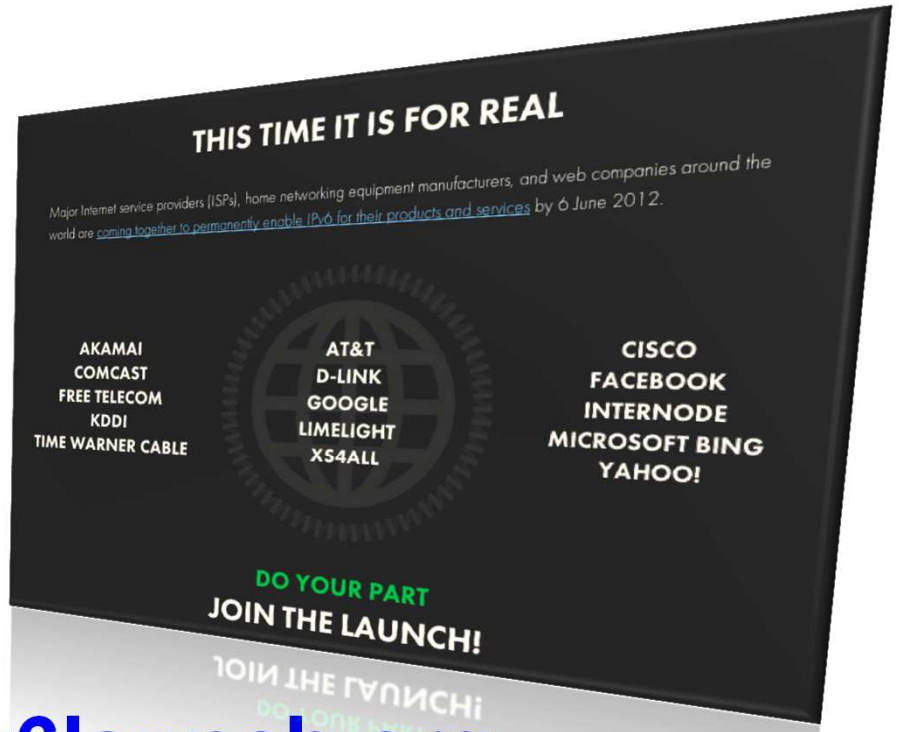 THIS TIME IT IS FOR REAL
Major Internet service providers (ISPs), home networking equipment manufacturers, and web companies around the
world are coming together to permanently enable IPv6 for their products and services by 6 June 2012.
AKAMAI
COMCAST
FREE TELECOM
KDDI
TIME WARNER CABLE
AT&T
D-LINK
GOOGLE
LIMELIGHT
XS4ALL
CISCO
FACEBOOK
INTERNODE
MICROSOFT BING
YAHOO!
DO YOUR PART
JOIN THE LAUNCH!